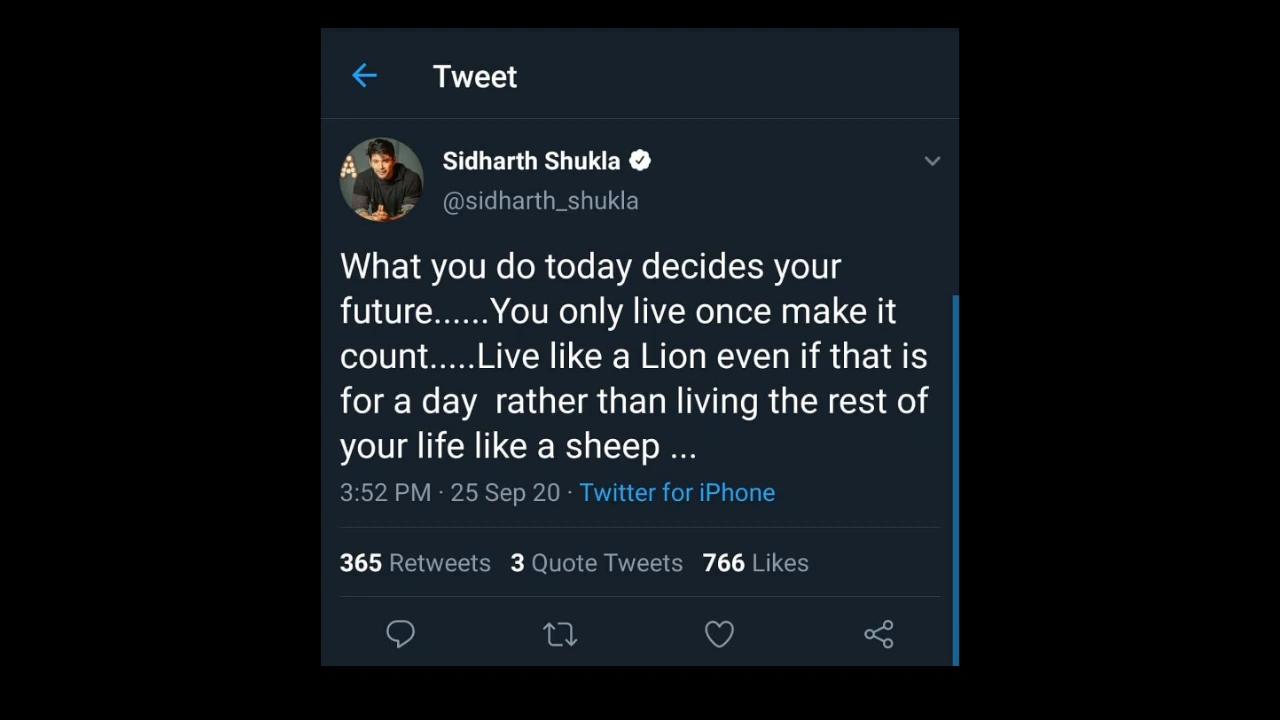 Tweet
Sidharth Shukla
@sidharth_shukla
What you do today decides your
future......You only live once make it
count.....Live like a Lion even if that is
for a day  rather than living the rest of
your life like a sheep ...
3:52 PM · 25 Sep 20 · Twitter for iPhone
365 Retweets 3 Quote Tweets 766 Likes